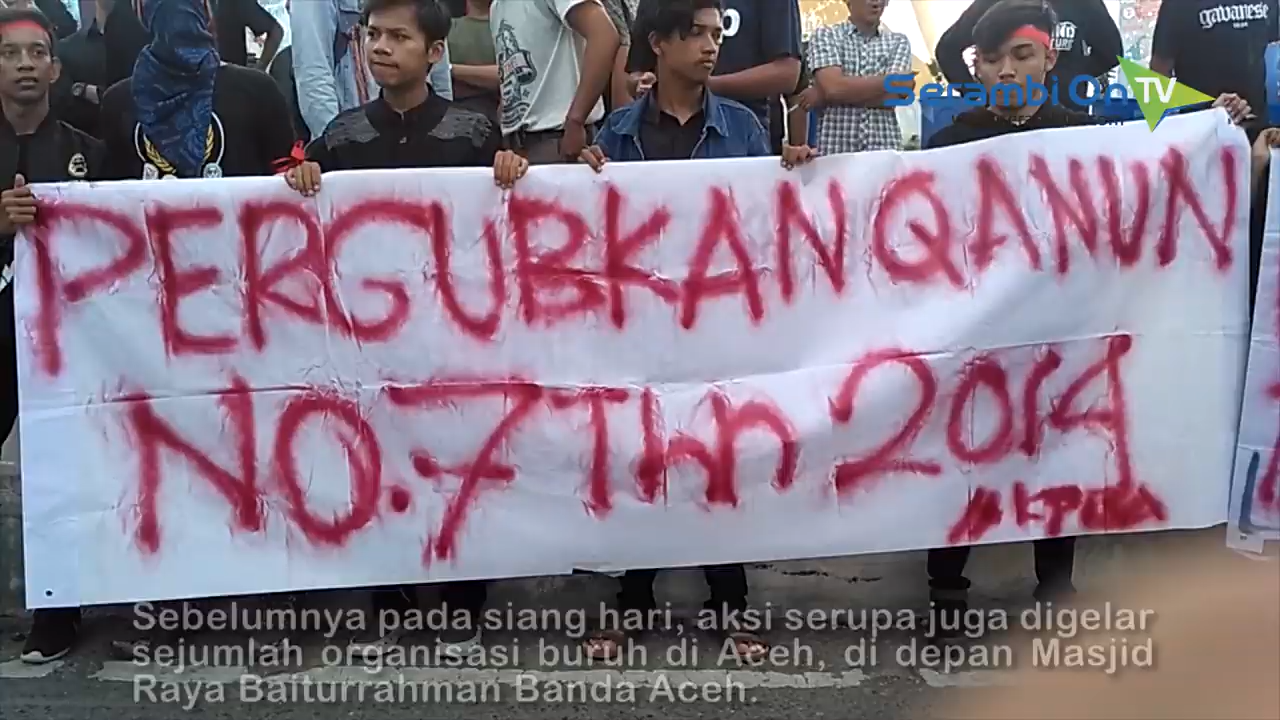 gavanese
Serambi On TV
PERGUBKAN QANUN
NO.7 Thn 2014
Sebelumnya pada siang hari, aksi serupa juga digelar
sejumlah organisasi buruh di Aceh, di depan Masjid
Raya Baiturrahman Banda Aceh.